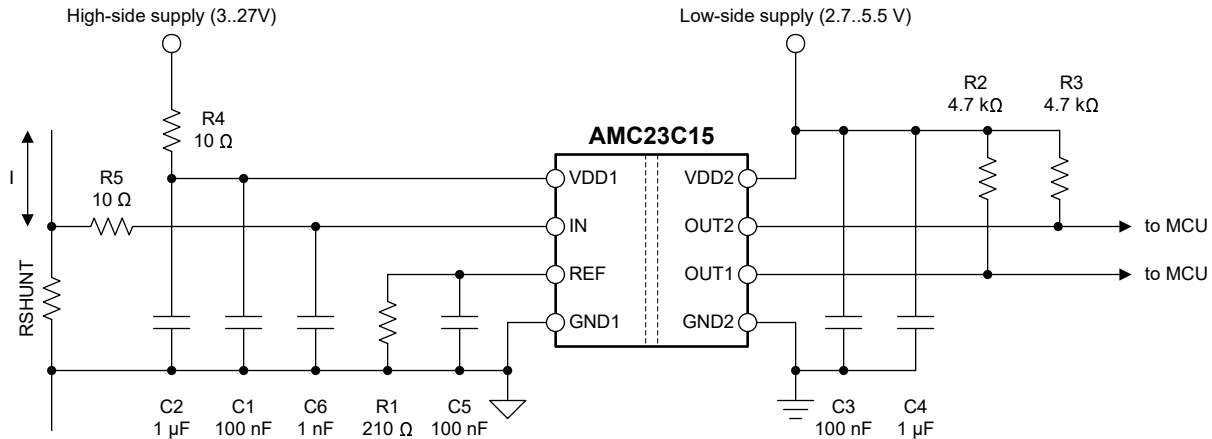 High-side supply (3..27V)
Low-side supply (2.7..5.5 V)
R4
10 Ω
R2
4.7 kΩ
R3
4.7 kΩ
AMC23C15
I
R5
10 Ω
VDD1
VDD2
IN
OUT2
to MCU
REF
OUT1
to MCU
RSHUNT
GND1
GND2
C2
1 µF
C1
100 nF
C6
1 nF
R1
210 Ω
C5
100 nF
C3
100 nF
C4
1 µF